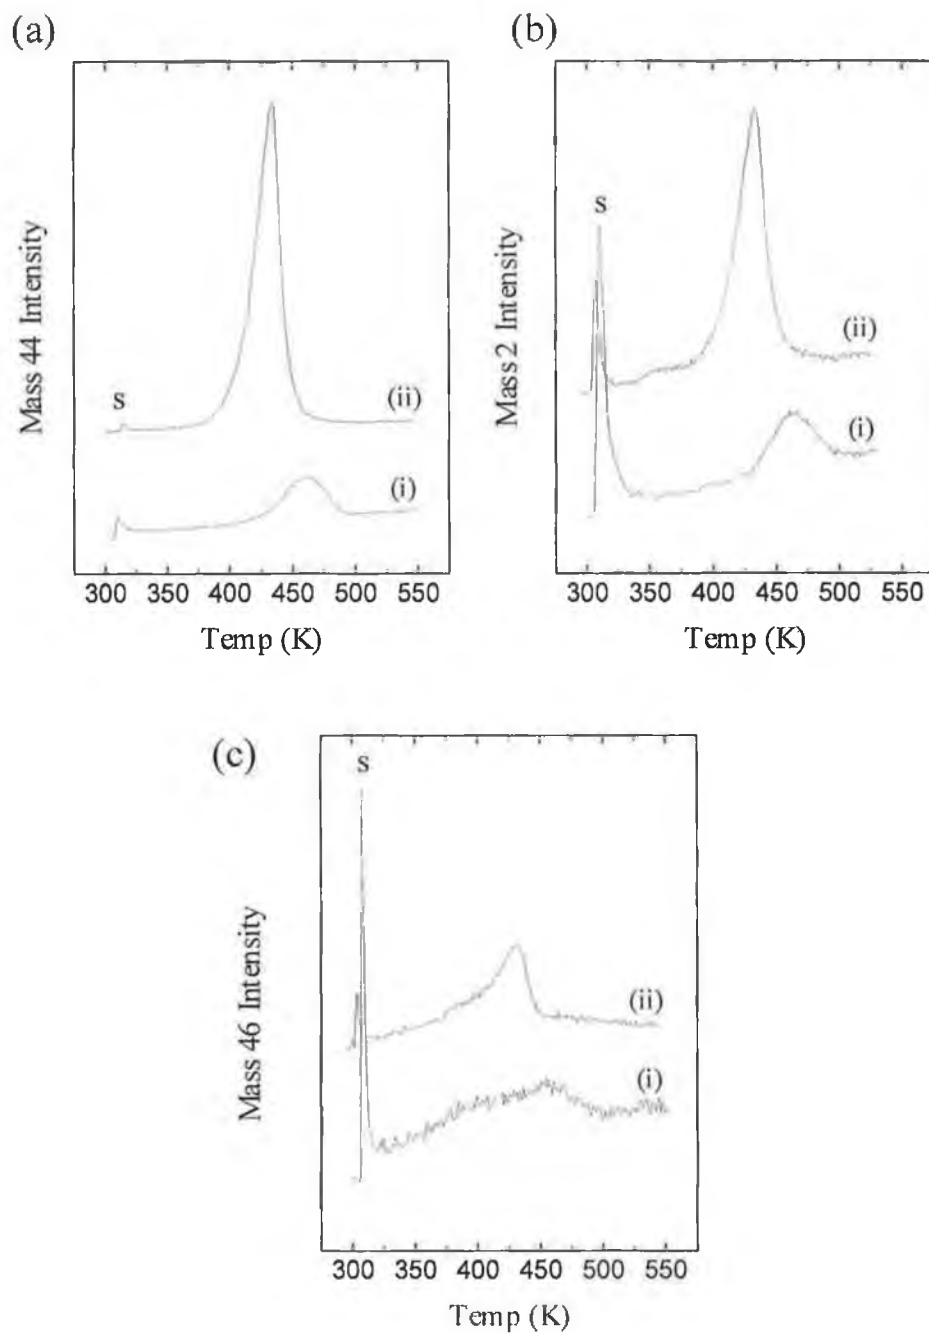 (a)
Mass 44 Intensity
s
(ii)
(i)
300 350 400 450 500 550
Temp (K)
(b)
Mass 2 Intensity
s
(ii)
(i)
300 350 400 450 500 550
Temp (K)
(c)
Mass 46 Intensity
s
(ii)
(i)
300 350 400 450 500 550
Temp (K)